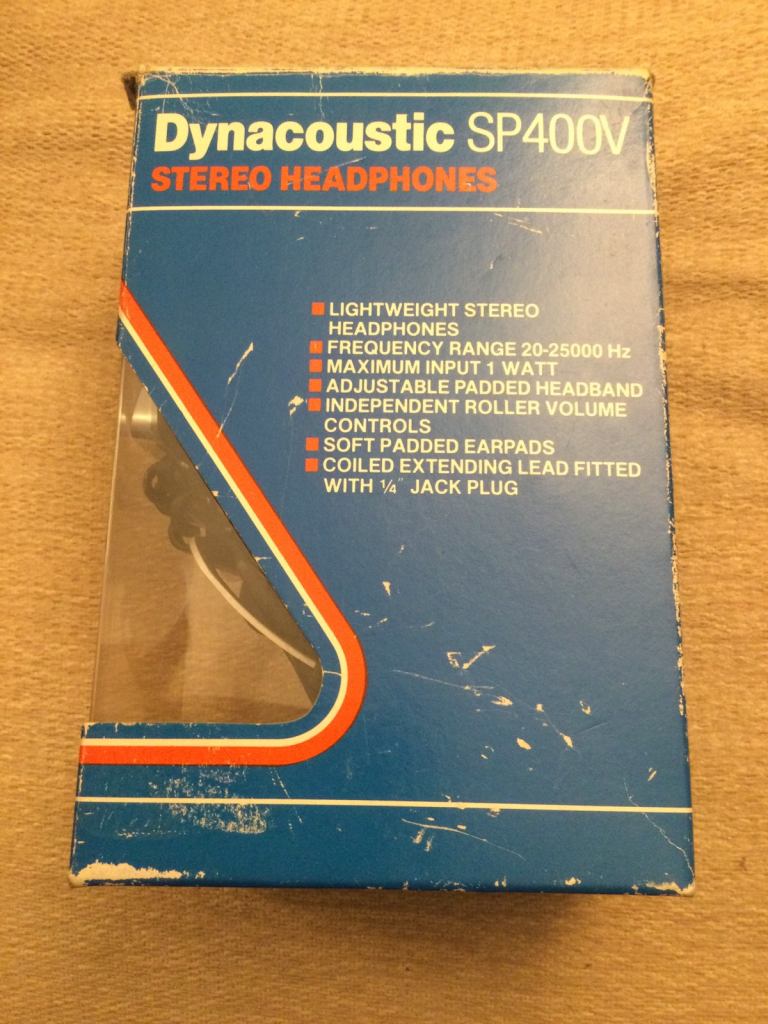 Dynacoustic SP400V
STEREO HEADPHONES
LIGHTWEIGHT STEREO
HEADPHONES
FREQUENCY RANGE 20-25000 Hz
MAXIMUM INPUT 1 WATT
ADJUSTABLE PADDED HEADBAND
INDEPENDENT ROLLER VOLUME
CONTROLS
SOFT PADDED EARPADS
COILED EXTENDING LEAD FITTED
WITH ¼" JACK PLUG